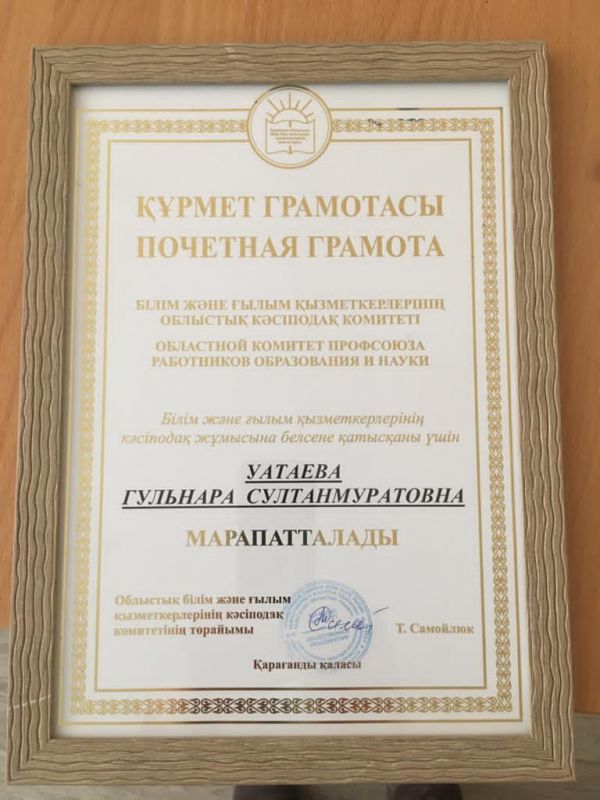 ҚҰРМЕТ ГРАМОТАСЫ
ПОЧЕТНАЯ ГРАМОТА
БІЛІМ ЖӘНЕ ҒЫЛЫМ ҚЫЗМЕТКЕРЛЕРІНІҢ
ОБЛЫСТЫҚ КӘСІПОДАҚ КОМИТЕТІ
ОБЛАСТНОЙ КОМИТЕТ ПРОФСОЮЗА
РАБОТНИКОВ ОБРАЗОВАНИЯ И НАУКИ
Білім және ғылым қызметкерлерінің
кәсіподақ жұмысына белсене қатысқаны үшін
УАТАЕВА
ГУЛЬНАРА СУЛТАНМУРАТОВНА
МАРАПАТТАЛАДЫ
Облыстық білім және ғылым
қызметкерлерінің кәсіподақ
комитетінің төрайымы
Т. Самойлюк
Қарағанды қаласы